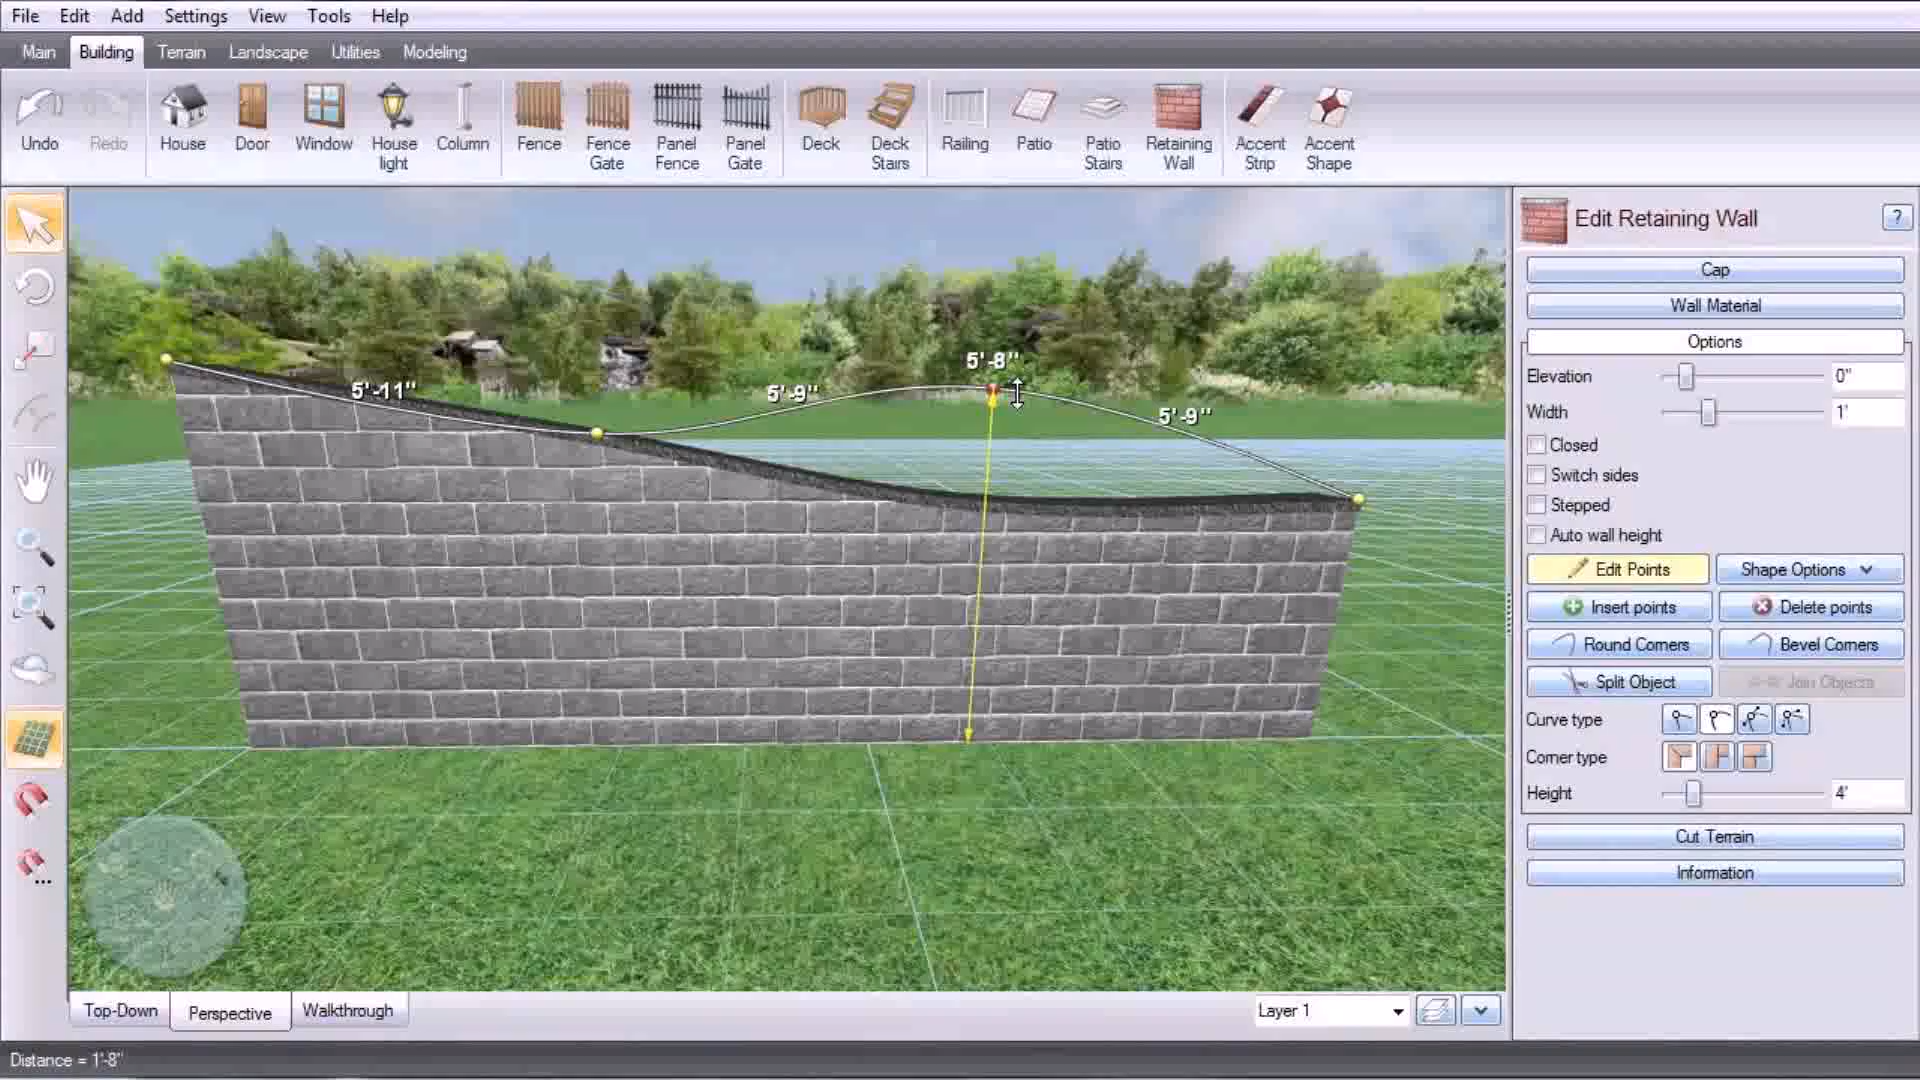 File Edit Add Settings View Tools Help
Main Building Terrain Landscape Utilities Modeling
Undo Redo House Door Window House light Column Fence Fence Gate Panel Fence Panel Gate Deck Deck Stairs Railing Patio Patio Stairs Retaining Wall Accent Strip Accent Shape
Edit Retaining Wall ?
Cap
Wall Material
Options
Elevation 0"
Width 1'
Closed
Switch sides
Stepped
Auto wall height
Edit Points Shape Options
Insert points Delete points
Round Corners Bevel Corners
Split Object Join Objects
Curve type
Corner type
Height 4'
Cut Terrain
Information
5'-8"
5'-11" 5'-9" 5'-9"
Top-Down Perspective Walkthrough Layer 1
Distance = 1'-8"